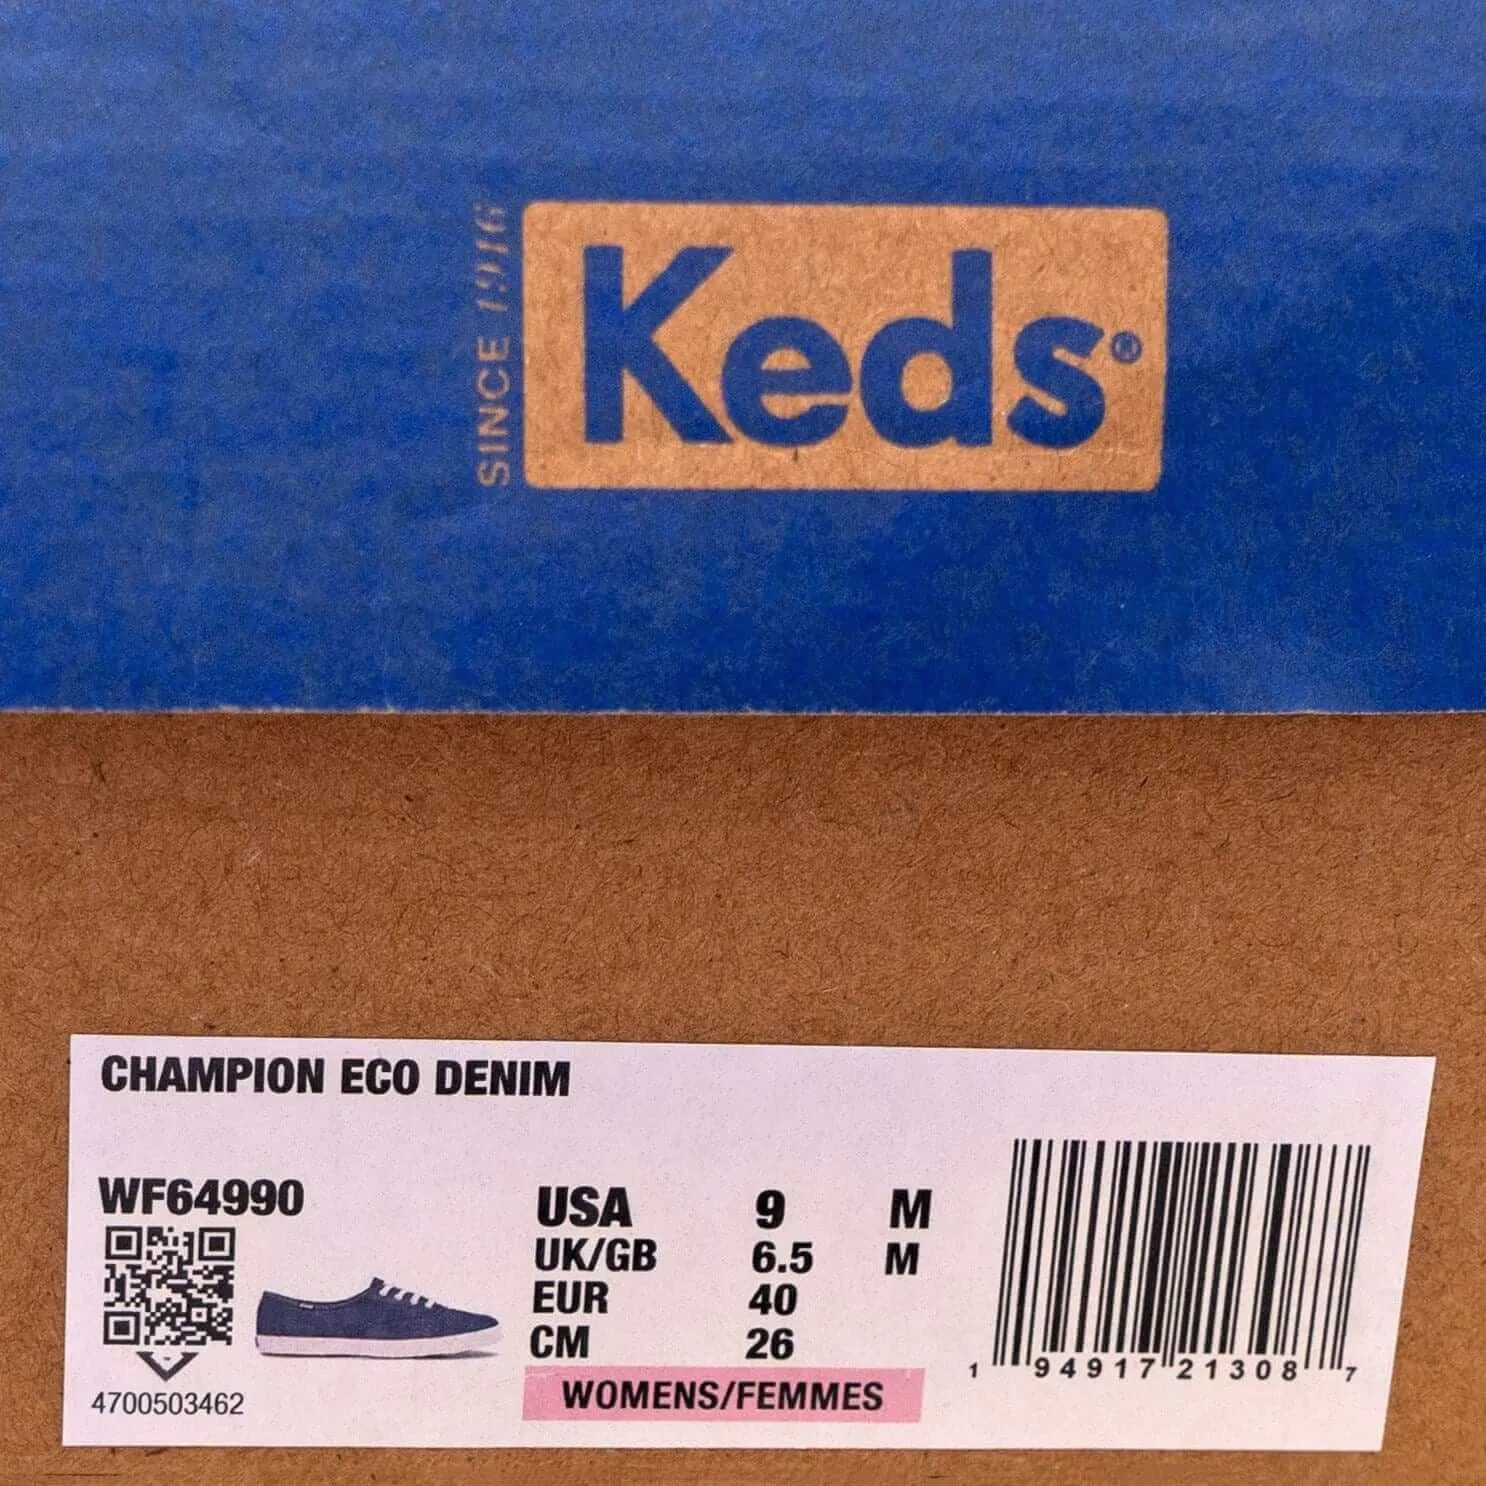 SINCE 1916
Keds®
CHAMPION ECO DENIM
WF64990
USA 9 M
UK/GB 6.5 M
EUR 40
CM 26
WOMENS/FEMMES
4700503462
1 94917 21308 7